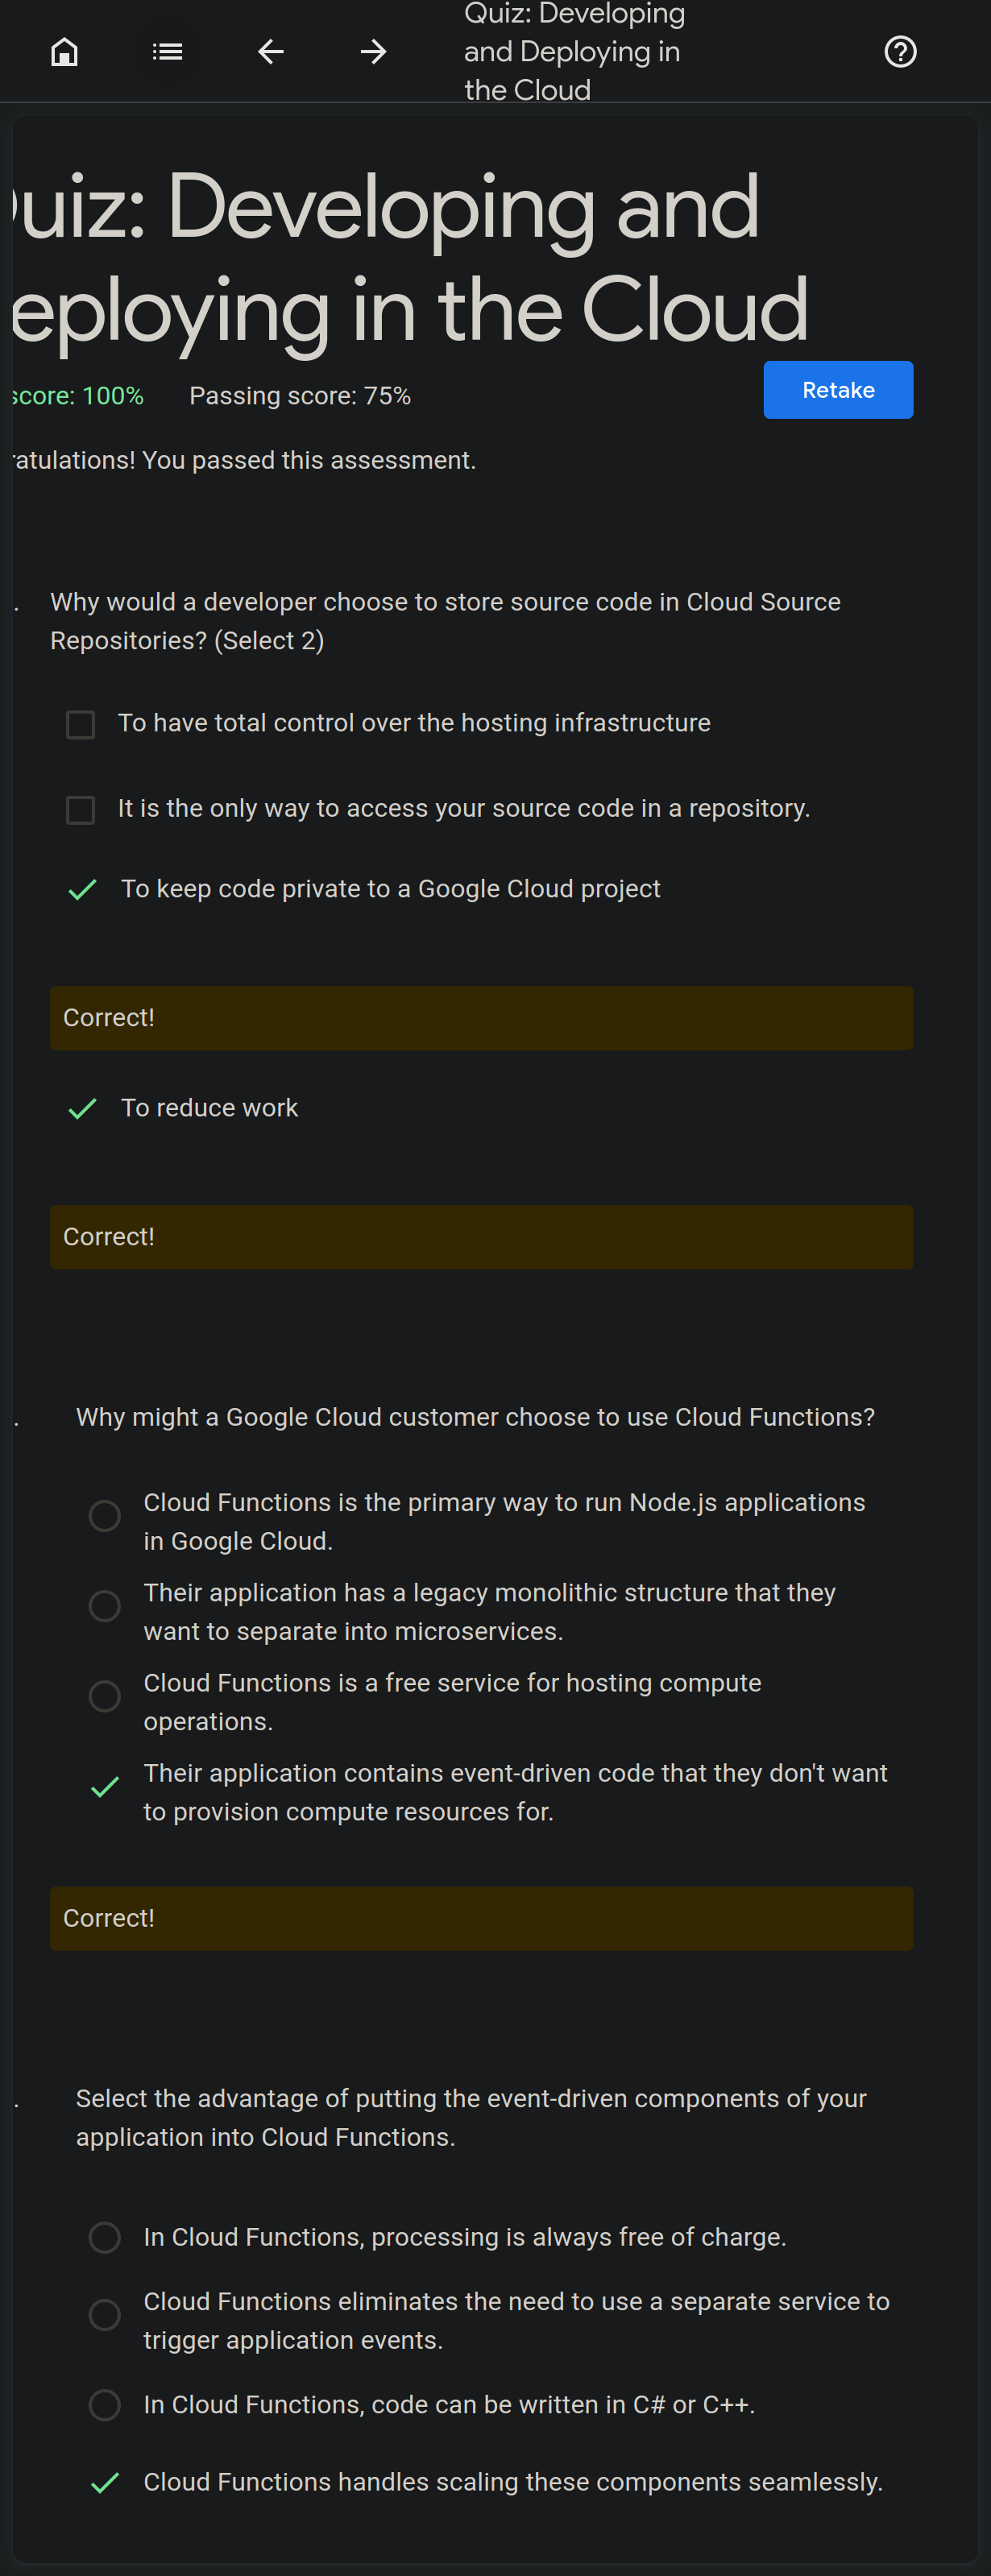 Quiz: Developing
and Deploying in
the Cloud
uiz: Developing and
eploying in the Cloud
score: 100% Passing score: 75%
Retake
ratulations! You passed this assessment.
. Why would a developer choose to store source code in Cloud Source
Repositories? (Select 2)
To have total control over the hosting infrastructure
It is the only way to access your source code in a repository.
To keep code private to a Google Cloud project
Correct!
To reduce work
Correct!
. Why might a Google Cloud customer choose to use Cloud Functions?
Cloud Functions is the primary way to run Node.js applications
in Google Cloud.
Their application has a legacy monolithic structure that they
want to separate into microservices.
Cloud Functions is a free service for hosting compute
operations.
Their application contains event-driven code that they don't want
to provision compute resources for.
Correct!
. Select the advantage of putting the event-driven components of your
application into Cloud Functions.
In Cloud Functions, processing is always free of charge.
Cloud Functions eliminates the need to use a separate service to
trigger application events.
In Cloud Functions, code can be written in C# or C++.
Cloud Functions handles scaling these components seamlessly.